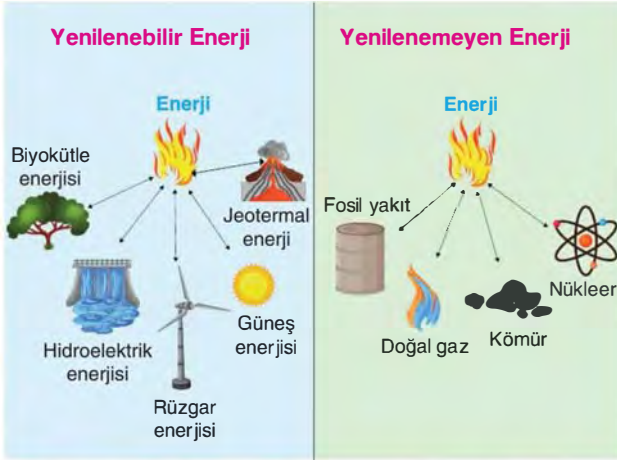 Yenilenebilir Enerji
Enerji
Biyokütle
enerjisi
Jeotermal
enerji
Hidroelektrik
enerjisi
Güneş
enerjisi
Rüzgar
enerjisi
Yenilenemeyen Enerji
Enerji
Fosil yakıt
Nükleer
Doğal gaz
Kömür